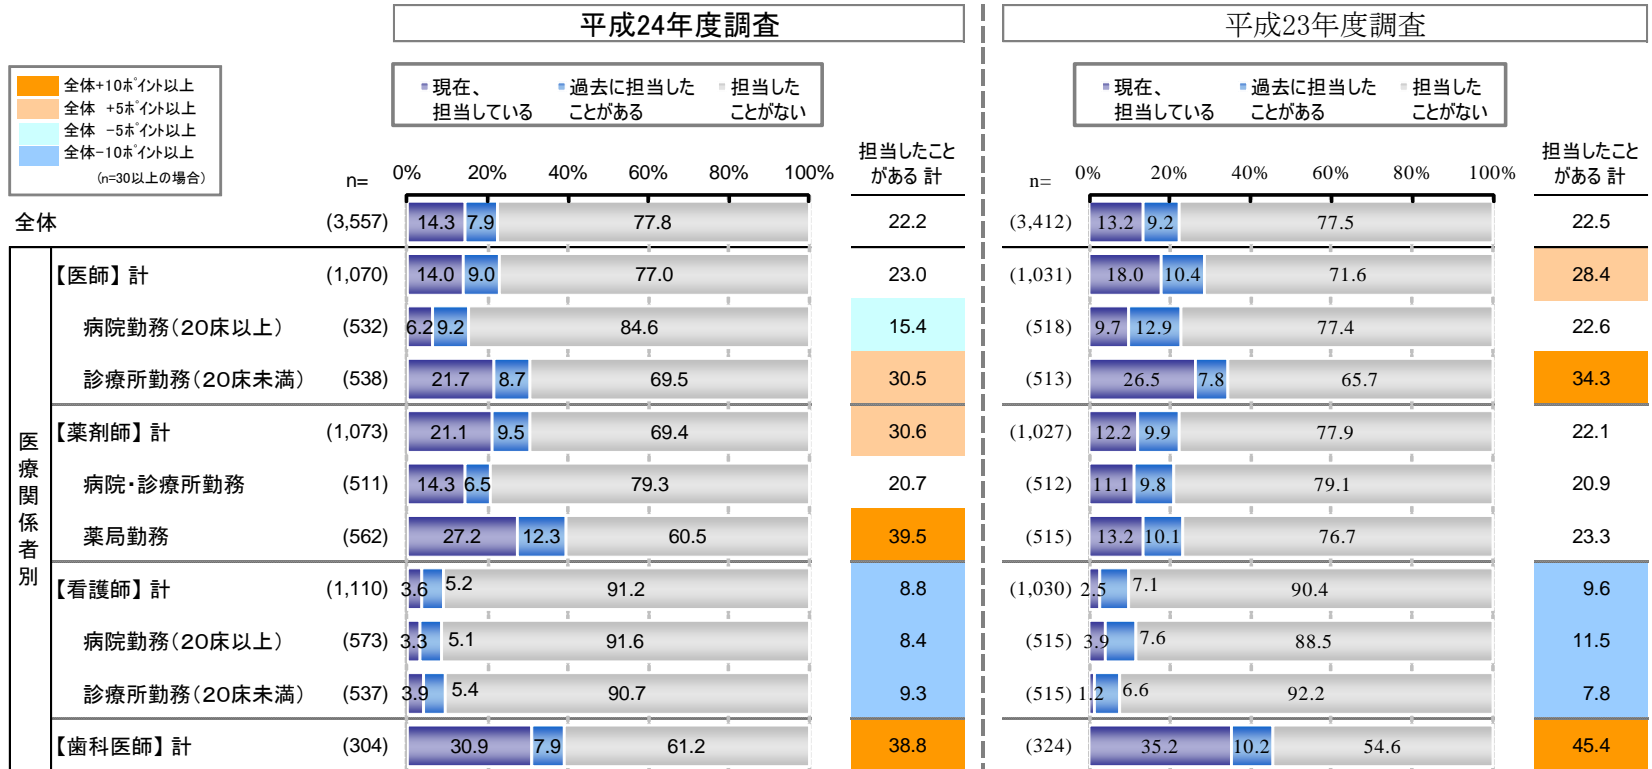 平成24年度調査
平成23年度調査
全体+10ポイント以上
全体 +5ポイント以上
全体 -5ポイント以上
全体-10ポイント以上
(n=30以上の場合)
現在、担当している 過去に担当したことがある 担当したことがない
現在、担当している 過去に担当したことがある 担当したことがない
n= 0% 20% 40% 60% 80% 100% 担当したことがある 計
n= 0% 20% 40% 60% 80% 100% 担当したことがある 計
全体 (3,557) 14.3 7.9 77.8 22.2 (3,412) 13.2 9.2 77.5 22.5
医療関係者別
【医師】計 (1,070) 14.0 9.0 77.0 23.0 (1,031) 18.0 10.4 71.6 28.4
病院勤務(20床以上) (532) 6.2 9.2 84.6 15.4 (518) 9.7 12.9 77.4 22.6
診療所勤務(20床未満) (538) 21.7 8.7 69.5 30.5 (513) 26.5 7.8 65.7 34.3
【薬剤師】計 (1,073) 21.1 9.5 69.4 30.6 (1,027) 12.2 9.9 77.9 22.1
病院・診療所勤務 (511) 14.3 6.5 79.3 20.7 (512) 11.1 9.8 79.1 20.9
薬局勤務 (562) 27.2 12.3 60.5 39.5 (515) 13.2 10.1 76.7 23.3
【看護師】計 (1,110) 3.6 5.2 91.2 8.8 (1,030) 2.5 7.1 90.4 9.6
病院勤務(20床以上) (573) 3.3 5.1 91.6 8.4 (515) 3.9 7.6 88.5 11.5
診療所勤務(20床未満) (537) 3.9 5.4 90.7 9.3 (515) 1.2 6.6 92.2 7.8
【歯科医師】計 (304) 30.9 7.9 61.2 38.8 (324) 35.2 10.2 54.6 45.4